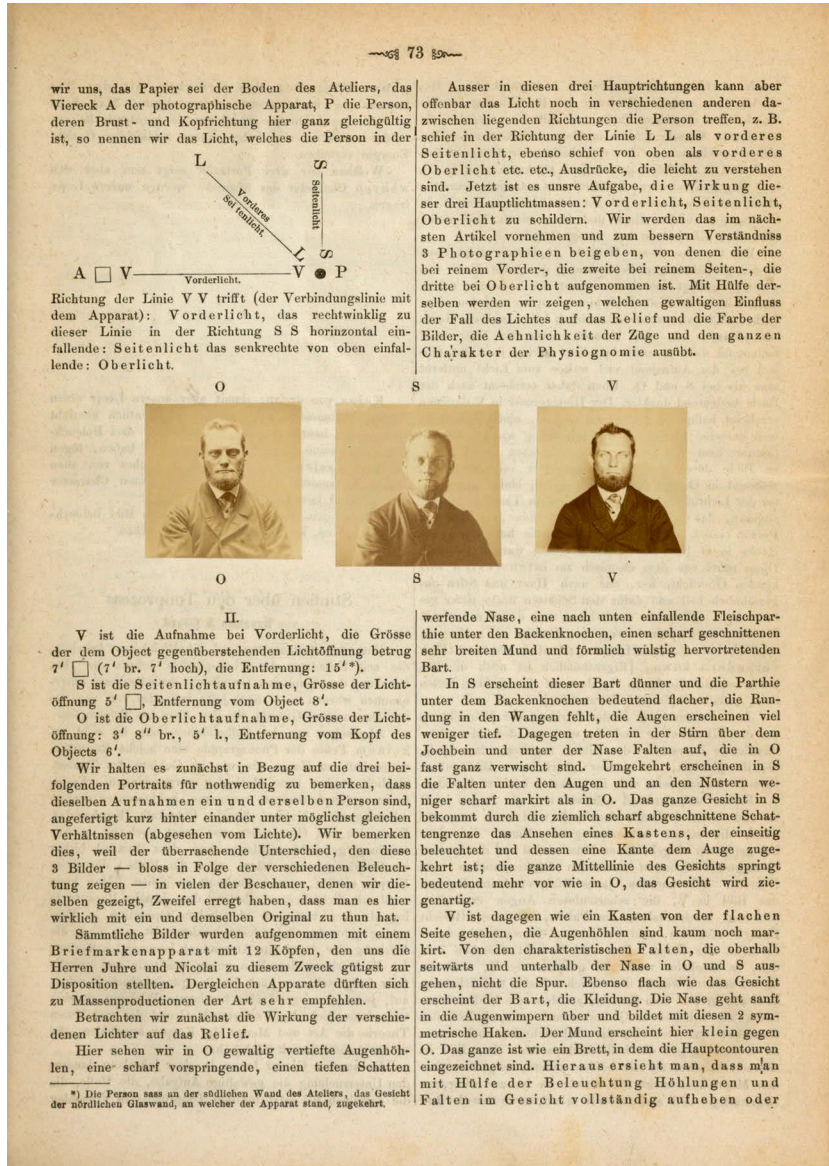 73
wir uns, das Papier sei der Boden des Ateliers, das
Viereck A der photographische Apparat, P die Person,
deren Brust- und Kopfrichtung hier ganz gleichgültig
ist, so nennen wir das Licht, welches die Person in der
L S
Vorderes
Seitenlicht,
Seitenlicht
L S
A □ V V ● P
Vorderlicht.
Richtung der Linie V V trifft (der Verbindungslinie mit
dem Apparat): Vorderlicht, das rechtwinklig zu
dieser Linie in der Richtung S S horinzontal ein-
fallende: Seitenlicht das senkrechte von oben einfal-
lende: Oberlicht.
Ausser in diesen drei Hauptrichtungen kann aber
offenbar das Licht noch in verschiedenen anderen da-
zwischen liegenden Richtungen die Person treffen, z. B.
schief in der Richtung der Linie L L als vorderes
Seitenlicht, ebenso schief von oben als vorderes
Oberlicht etc. etc., Ausdrücke, die leicht zu verstehen
sind. Jetzt ist es unsre Aufgabe, die Wirkung die-
ser drei Hauptlichtmassen: Vorderlicht, Seitenlicht,
Oberlicht zu schildern. Wir werden das im näch-
sten Artikel vornehmen und zum bessern Verständniss
3 Photographieen beigeben, von denen die eine
bei reinem Vorder-, die zweite bei reinem Seiten-, die
dritte bei Oberlicht aufgenommen ist. Mit Hülfe der-
selben werden wir zeigen, welchen gewaltigen Einfluss
der Fall des Lichtes auf das Relief und die Farbe der
Bilder, die Aehnlichkeit der Züge und den ganzen
Charakter der Physiognomie ausübt.
O S V
O S V
II.
V ist die Aufnahme bei Vorderlicht, die Grösse
der dem Object gegenüberstehenden Lichtöffnung betrug
7′ □ (7′ br. 7′ hoch), die Entfernung: 15′*).
S ist die Seitenlichtaufnahme, Grösse der Licht-
öffnung 5′ □, Entfernung vom Object 8′.
O ist die Oberlichtaufnahme, Grösse der Licht-
öffnung: 3′ 8″ br., 5′ l., Entfernung vom Kopf des
Objects 6′.
Wir halten es zunächst in Bezug auf die drei bei-
folgenden Portraits für nothwendig zu bemerken, dass
dieselben Aufnahmen ein und derselben Person sind,
angefertigt kurz hinter einander unter möglichst gleichen
Verhältnissen (abgesehen vom Lichte). Wir bemerken
dies, weil der überraschende Unterschied, den diese
3 Bilder — bloss in Folge der verschiedenen Beleuch-
tung zeigen — in vielen der Beschauer, denen wir die-
selben gezeigt, Zweifel erregt haben, dass man es hier
wirklich mit ein und demselben Original zu thun hat.
Sämmtliche Bilder wurden aufgenommen mit einem
Briefmarkenapparat mit 12 Köpfen, den uns die
Herren Juhre und Nicolai zu diesem Zweck gütigst zur
Disposition stellten. Dergleichen Apparate dürften sich
zu Massenproductionen der Art sehr empfehlen.
Betrachten wir zunächst die Wirkung der verschie-
denen Lichter auf das Relief.
Hier sehen wir in O gewaltig vertiefte Augenhöh-
len, eine scharf vorspringende, einen tiefen Schatten
*) Die Person sass an der südlichen Wand des Ateliers, das Gesicht
der nördlichen Glaswand, an welcher der Apparat stand, zugekehrt.
werfende Nase, eine nach unten einfallende Fleischpar-
thie unter den Backenknochen, einen scharf geschnittenen
sehr breiten Mund und förmlich wulstig hervortretenden
Bart.
In S erscheint dieser Bart dünner und die Parthie
unter dem Backenknochen bedeutend flacher, die Run-
dung in den Wangen fehlt, die Augen erscheinen viel
weniger tief. Dagegen treten in der Stirn über dem
Jochbein und unter der Nase Falten auf, die in O
fast ganz verwischt sind. Umgekehrt erscheinen in S
die Falten unter den Augen und an den Nüstern we-
niger scharf markirt als in O. Das ganze Gesicht in S
bekommt durch die ziemlich scharf abgeschnittene Schat-
tengrenze das Ansehen eines Kastens, der einseitig
beleuchtet und dessen eine Kante dem Auge zuge-
kehrt ist; die ganze Mittellinie des Gesichts springt
bedeutend mehr vor wie in O, das Gesicht wird zie-
genartig.
V ist dagegen wie ein Kasten von der flachen
Seite gesehen, die Augenhöhlen sind kaum noch mar-
kirt. Von den charakteristischen Falten, die oberhalb
seitwärts und unterhalb der Nase in O und S aus-
gehen, nicht die Spur. Ebenso flach wie das Gesicht
erscheint der Bart, die Kleidung. Die Nase geht sanft
in die Augenwimpern über und bildet mit diesen 2 sym-
metrische Haken. Der Mund erscheint hier klein gegen
O. Das ganze ist wie ein Brett, in dem die Hauptcontouren
eingezeichnet sind. Hieraus ersieht man, dass man
mit Hülfe der Beleuchtung Höhlungen und
Falten im Gesicht vollständig aufheben oder